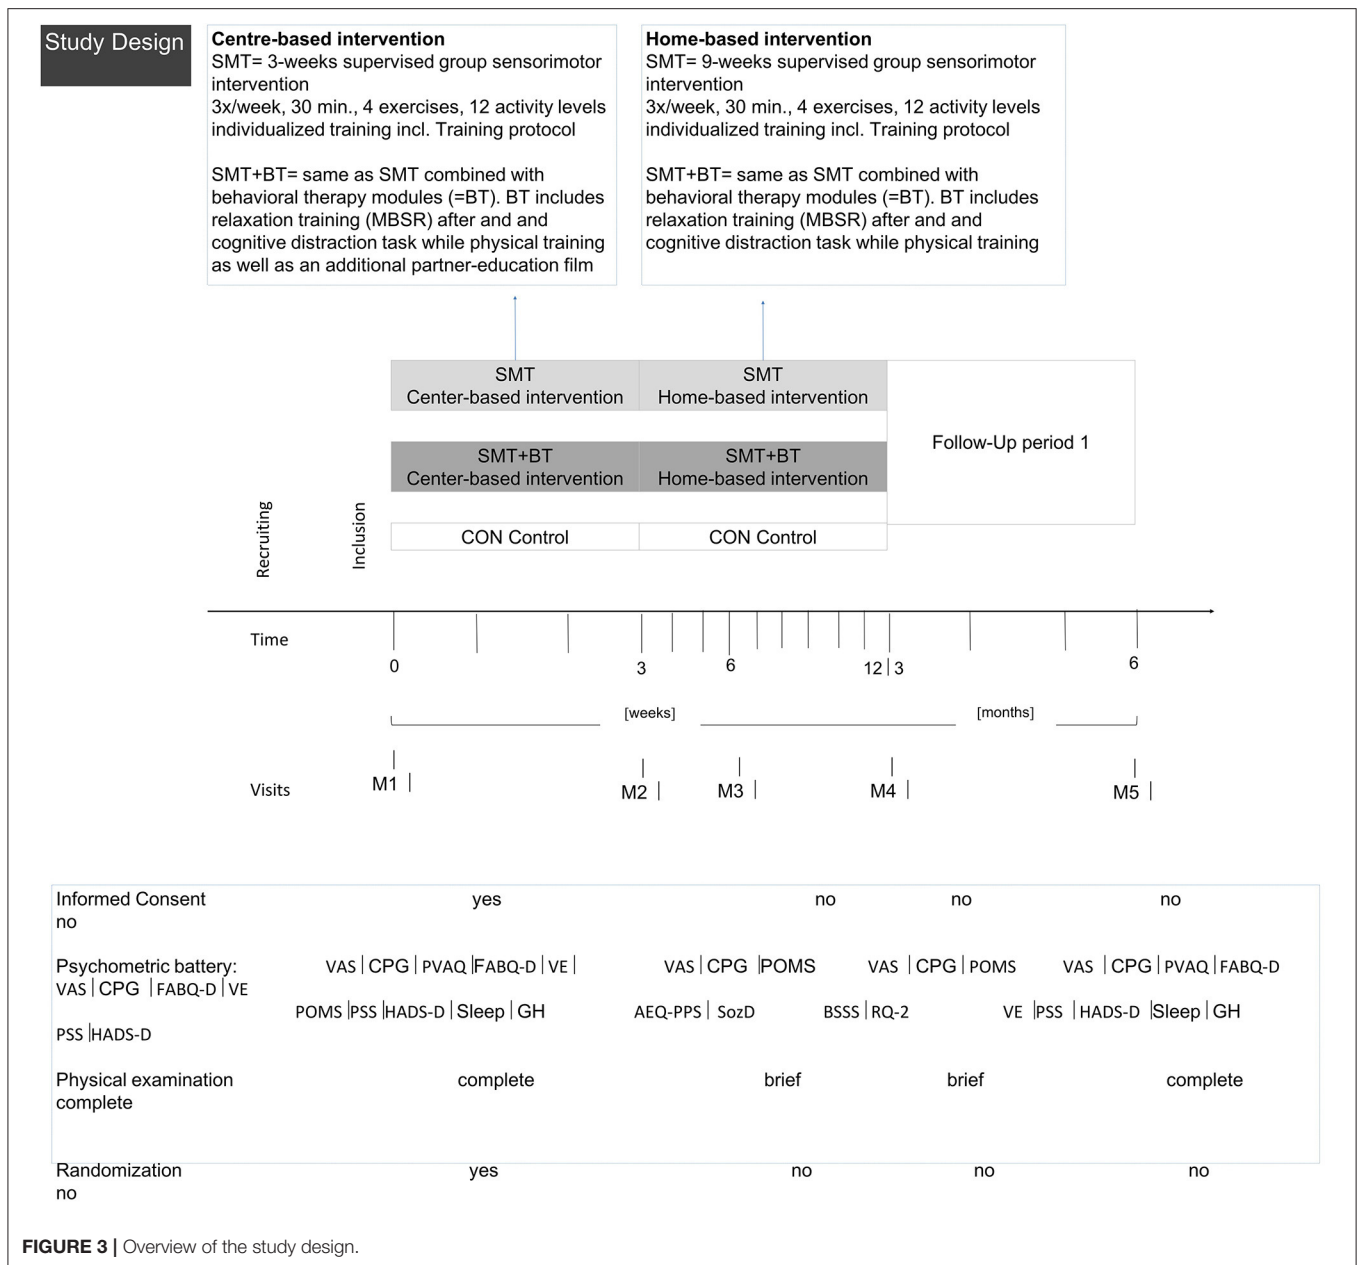 Study Design
Centre-based intervention
SMT= 3-weeks supervised group sensorimotor
intervention
3x/week, 30 min., 4 exercises, 12 activity levels
individualized training incl. Training protocol
SMT+BT= same as SMT combined with
behavioral therapy modules (=BT). BT includes
relaxation training (MBSR) after and and
cognitive distraction task while physical training
as well as an additional partner-education film
Home-based intervention
SMT= 9-weeks supervised group sensorimotor
intervention
3x/week, 30 min., 4 exercises, 12 activity levels
individualized training incl. Training protocol
SMT+BT= same as SMT combined with
behavioral therapy modules (=BT). BT includes
relaxation training (MBSR) after and and
cognitive distraction task while physical training
SMT
Center-based intervention
SMT
Home-based intervention
SMT+BT
Center-based intervention
SMT+BT
Home-based intervention
Follow-Up period 1
CON Control
CON Control
Recruiting
Inclusion
Time
0 3 6 12|3 6
[weeks] [months]
Visits
M1 | M2 | M3 | M4 | M5 |
Informed Consent yes no no no
no
Psychometric battery: VAS | CPG | PVAQ |FABQ-D | VE | VAS | CPG |POMS VAS | CPG | POMS VAS | CPG | PVAQ | FABQ-D
VAS | CPG | FABQ-D | VE
POMS |PSS |HADS-D | Sleep | GH AEQ-PPS | SozD BSSS | RQ-2 VE |PSS | HADS-D |Sleep | GH
PSS |HADS-D
Physical examination complete brief brief complete
complete
Randomization yes no no no
no
FIGURE 3 | Overview of the study design.